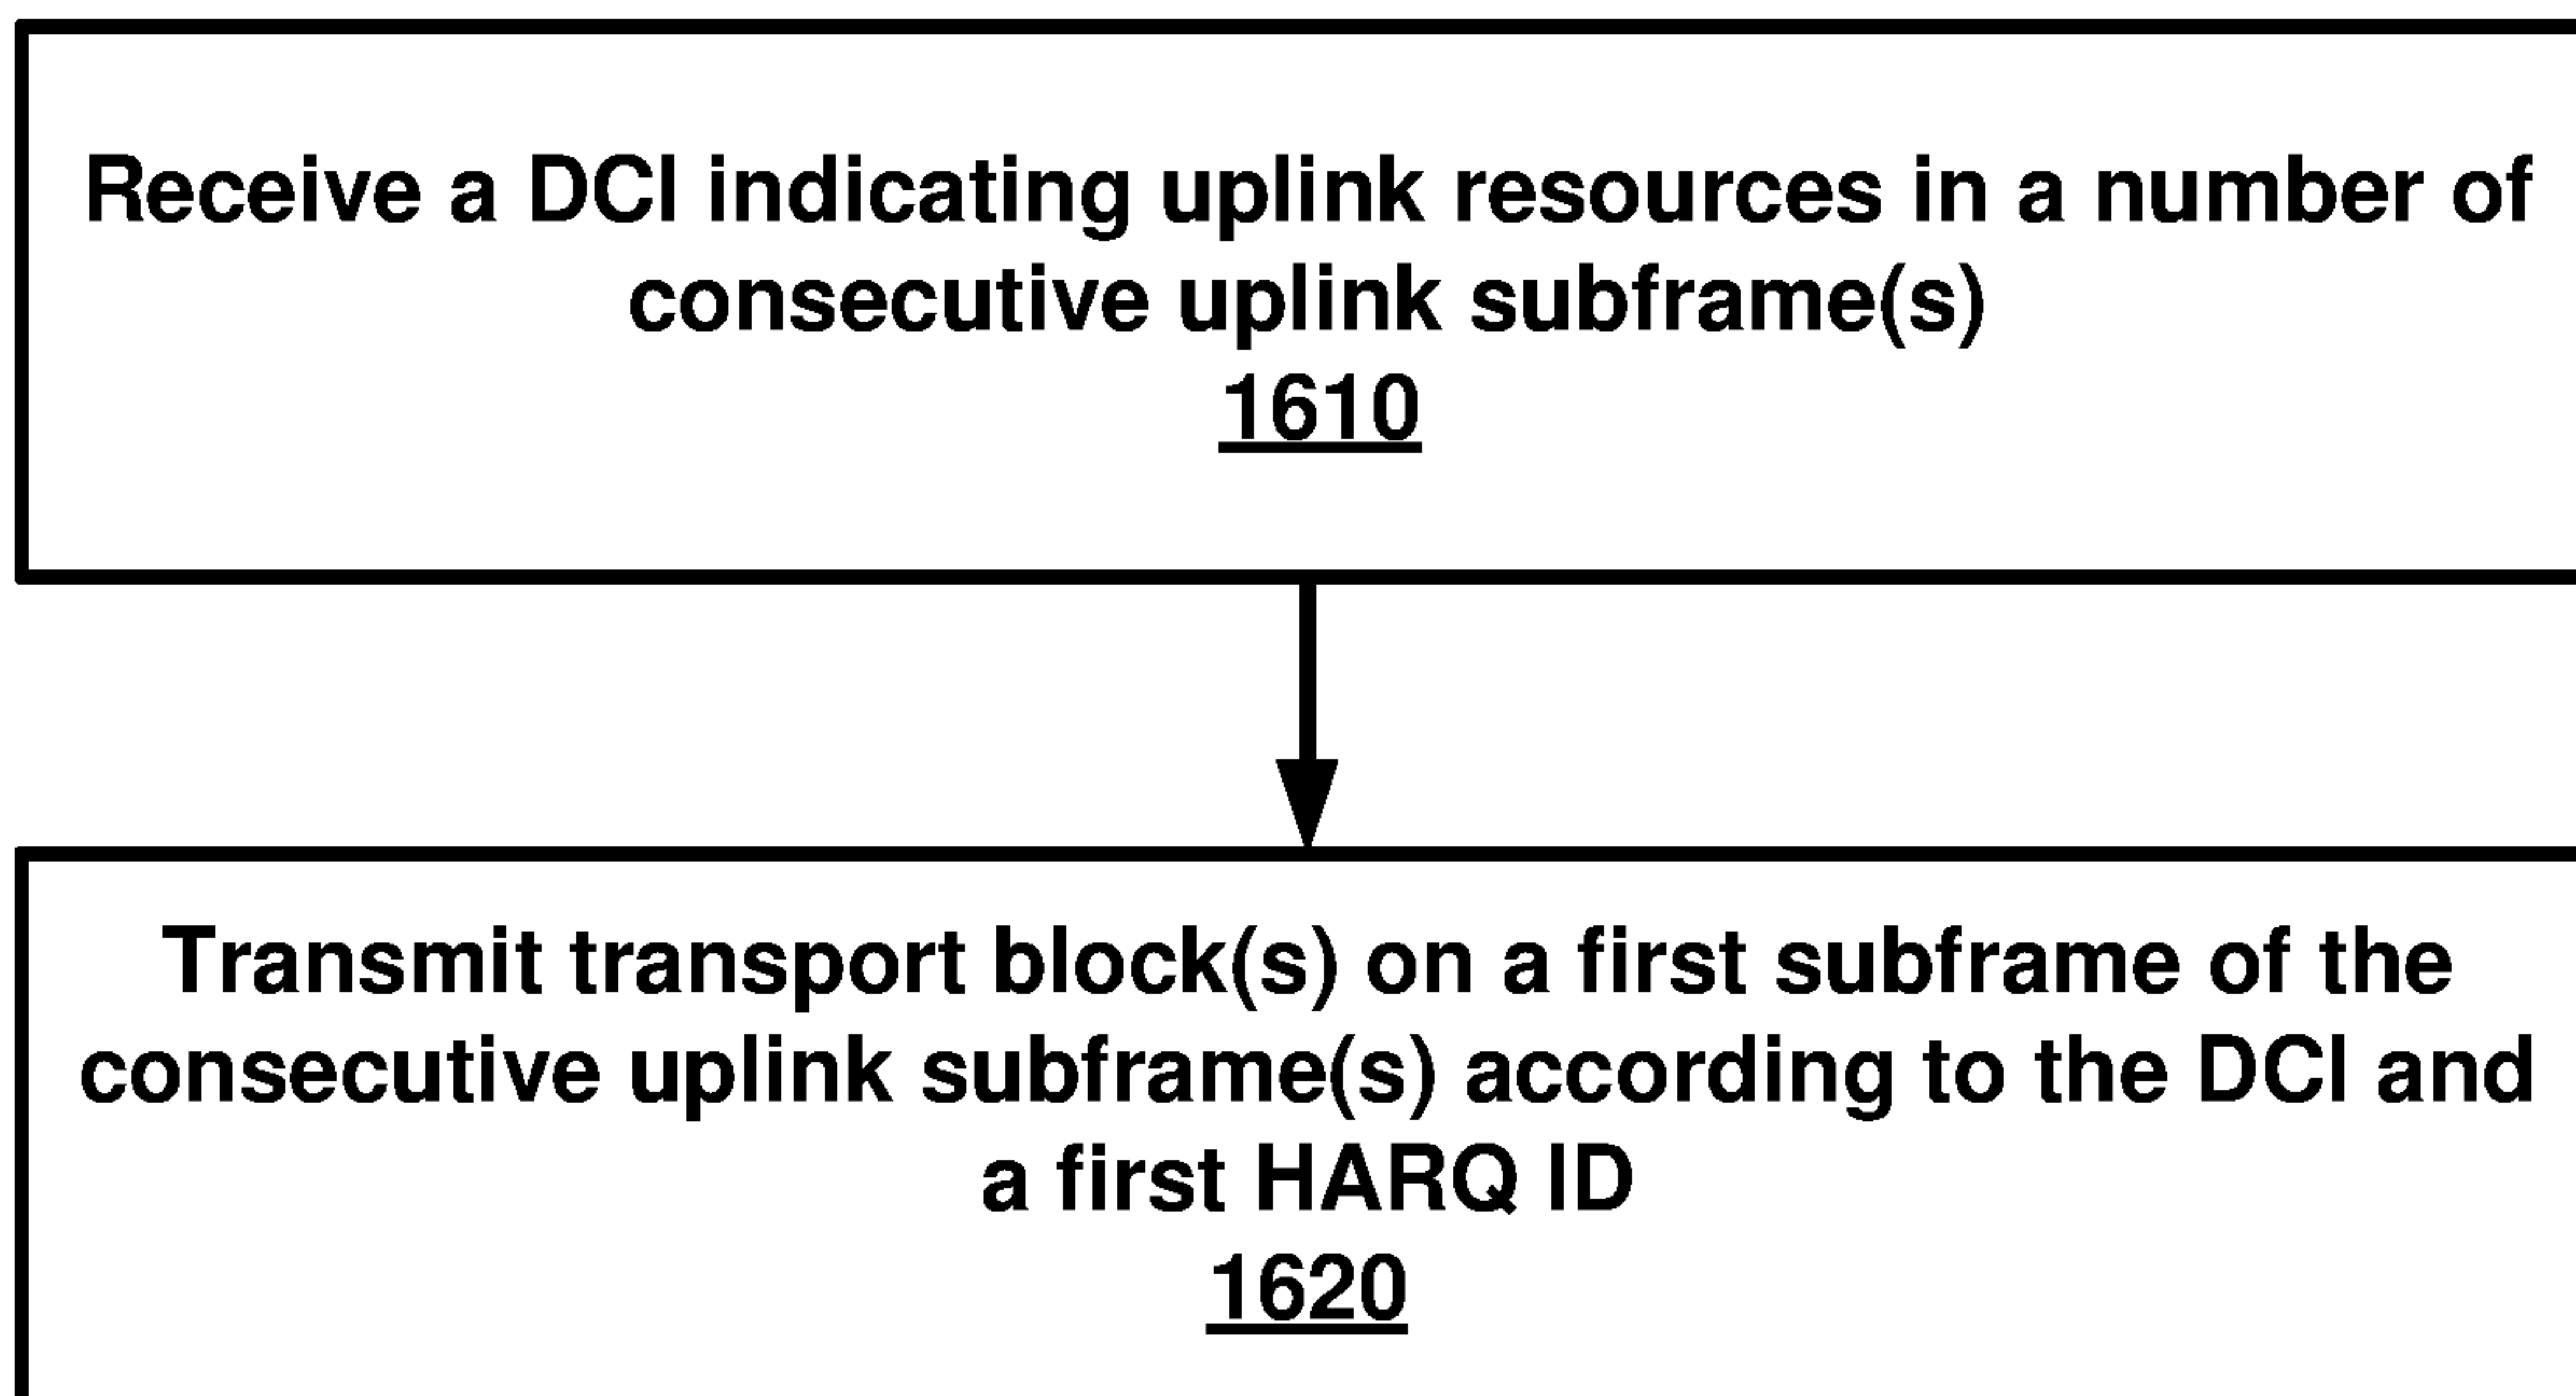 Receive a DCI indicating uplink resources in a number of
consecutive uplink subframe(s)
1610
Transmit transport block(s) on a first subframe of the
consecutive uplink subframe(s) according to the DCI and
a first HARQ ID
1620